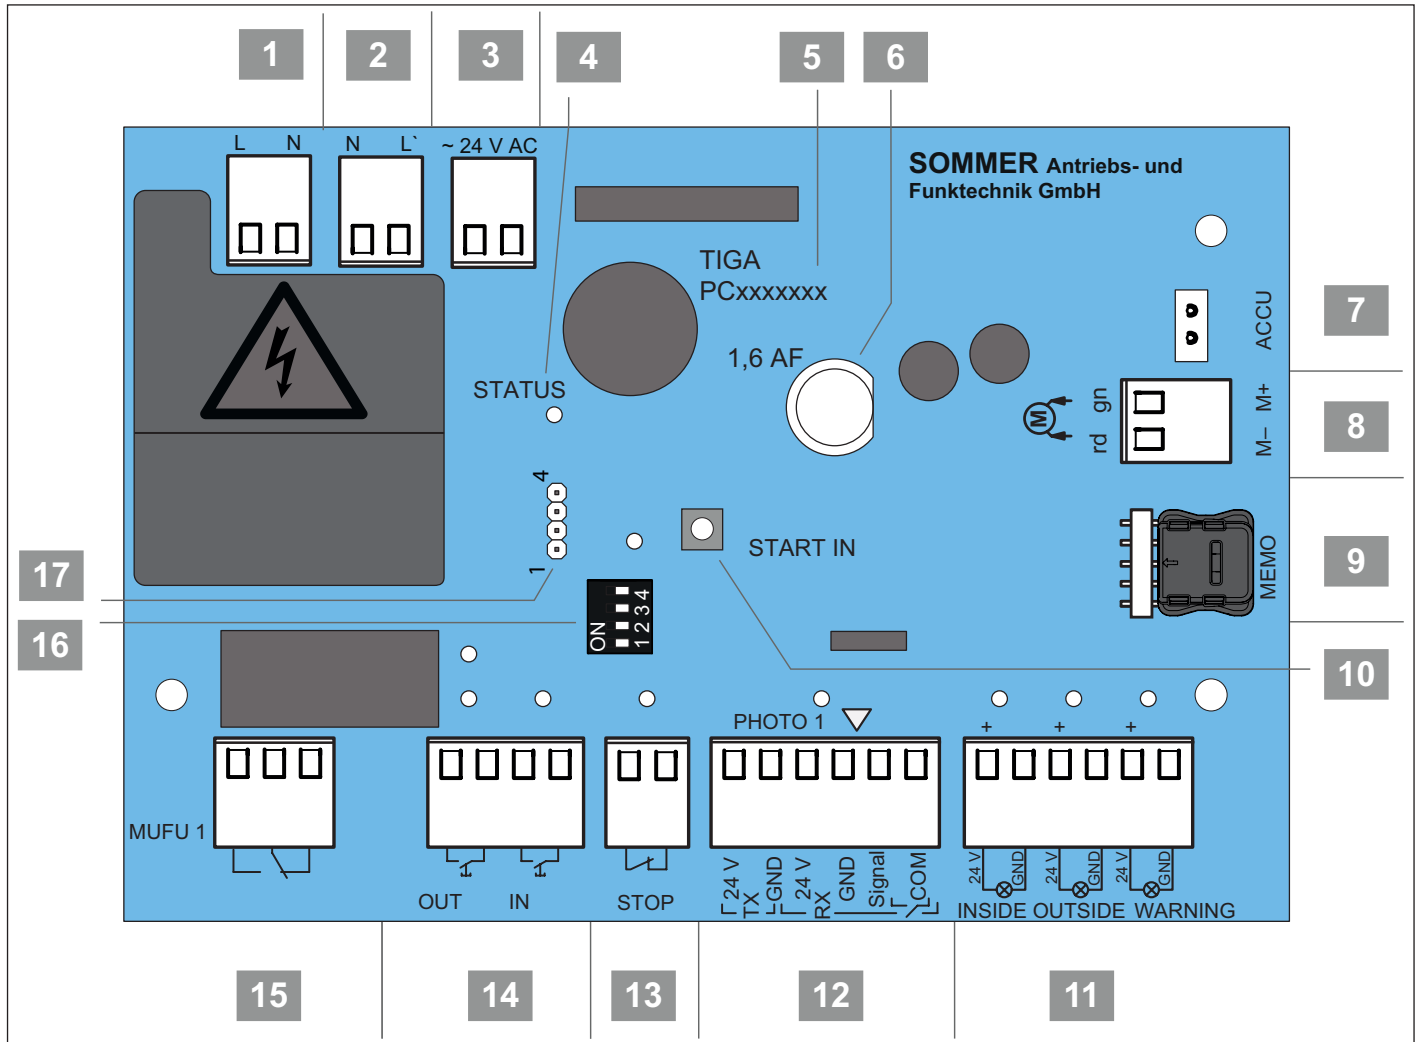 1 2 3 4 5 6
L N N L` ~ 24 V AC
SOMMER Antriebs- und
Funktechnik GmbH
TIGA
PCxxxxxxx
7
ACCU
1,6 AF
STATUS
8
rd gn
M
M– M+
4
1
START IN
9
MEMO
17
16
ON
1 2 3 4
10
PHOTO 1
+ + +
MUFU 1
24 V GND 24 V GND Signal COM
TX RX
24 V GND 24 V GND 24 V GND
OUT IN STOP
INSIDE OUTSIDE WARNING
15 14 13 12 11